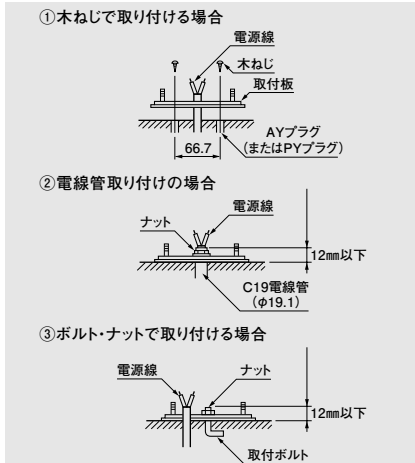 ①木ねじで取り付ける場合
電源線
木ねじ
取付板
AYプラグ
(またはPYプラグ)
66.7
②電線管取り付けの場合
ナット
電源線
12㎜以下
C19電線管
(φ19.1)
③ボルト・ナットで取り付ける場合
電源線
ナット
12㎜以下
取付ボルト